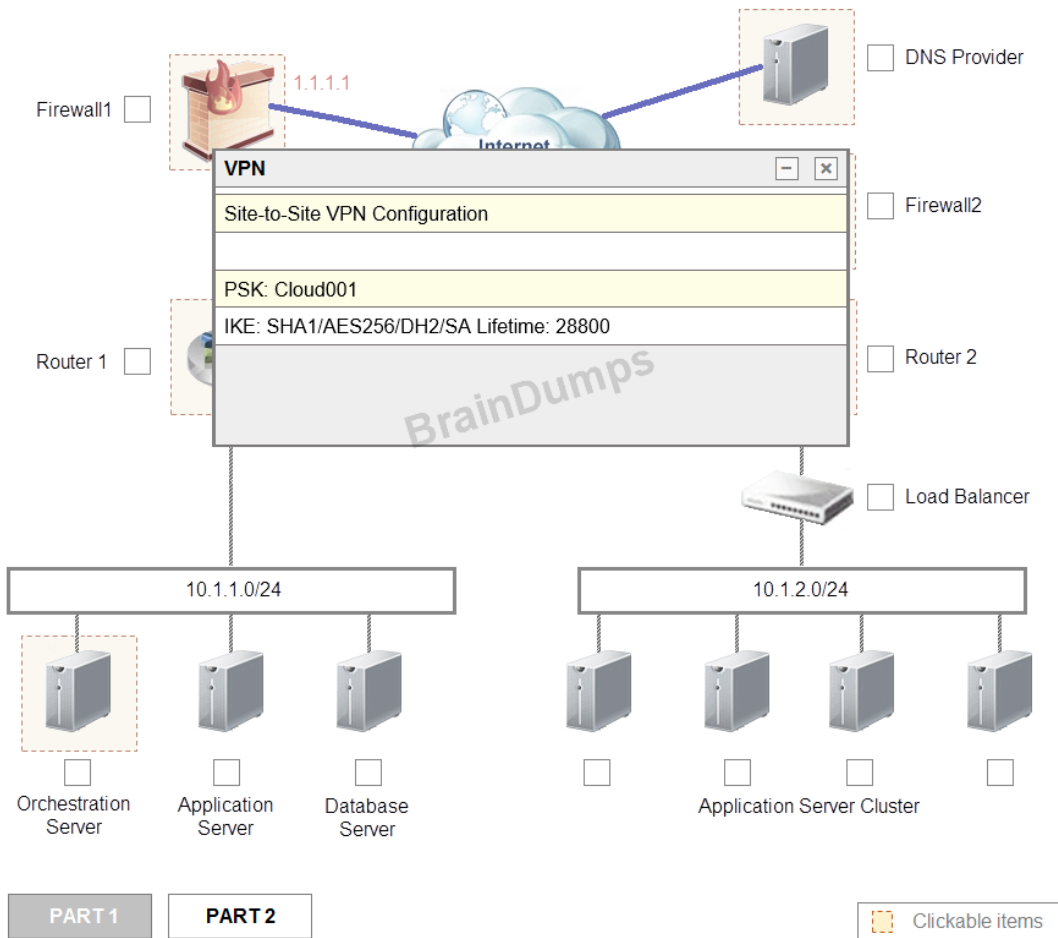 DNS Provider
1.1.1.1
Firewall1
Internet
VPN
Site-to-Site VPN Configuration
Firewall2
PSK: Cloud001
IKE: SHA1/AES256/DH2/SA Lifetime: 28800
Router 1
Router 2
BrainDumps
Load Balancer
10.1.1.0/24
10.1.2.0/24
Orchestration
Server
Application
Server
Database
Server
Application Server Cluster
PART 1
PART 2
Clickable items